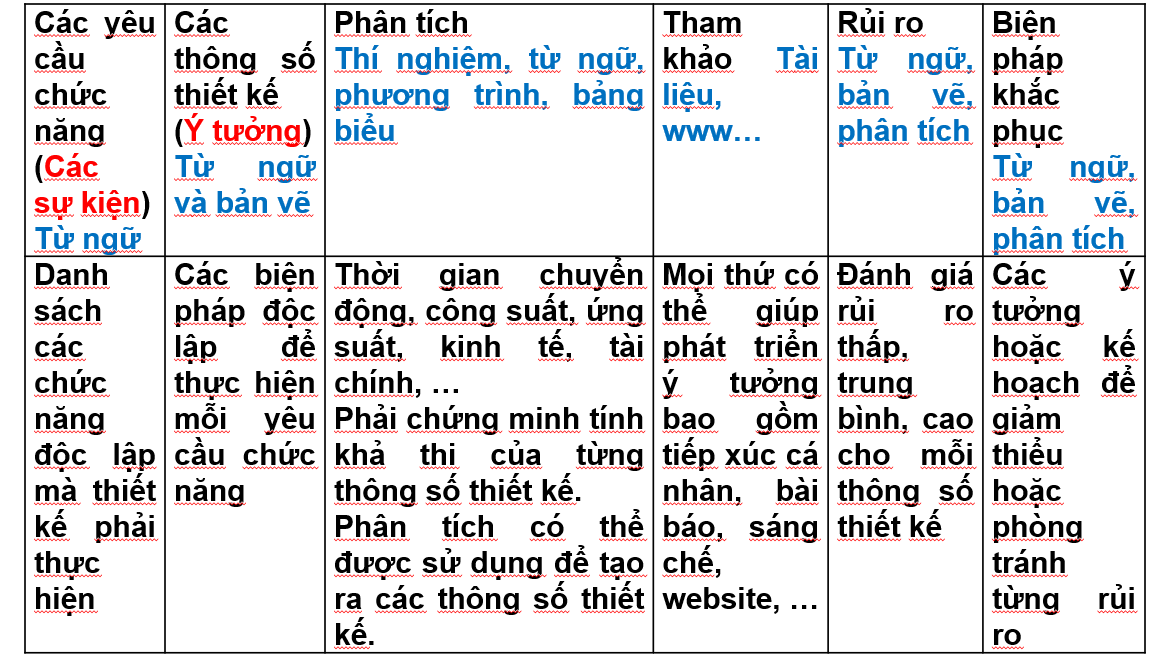 Các yêu
cầu
chức
năng
(Các
sự kiện)
Từ ngữ
Các
thông số
thiết kế
(Ý tưởng)
Từ ngữ
và bản vẽ
Phân tích
Thí nghiệm, từ ngữ,
phương trình, bảng
biểu
Tham
khảo Tài
liệu,
www…
Rủi ro
Từ ngữ,
bản vẽ,
phân tích
Biện
pháp
khắc
phục
Từ ngữ,
bản vẽ,
phân tích
Danh
sách
các
chức
năng
độc lập
mà thiết
kế phải
thực
hiện
Các biện
pháp độc
lập để
thực hiện
mỗi yêu
cầu chức
năng
Thời gian chuyển
động, công suất, ứng
suất, kinh tế, tài
chính, …
Phải chứng minh tính
khả thi của từng
thông số thiết kế.
Phân tích có thể
được sử dụng để tạo
ra các thông số thiết
kế.
Mọi thứ có
thể giúp
phát triển
ý tưởng
bao gồm
tiếp xúc cá
nhân, bài
báo, sáng
chế,
website, …
Đánh giá
rủi ro
thấp,
trung
bình, cao
cho mỗi
thông số
thiết kế
Các ý
tưởng
hoặc kế
hoạch để
giảm
thiểu
hoặc
phòng
tránh
từng rủi
ro